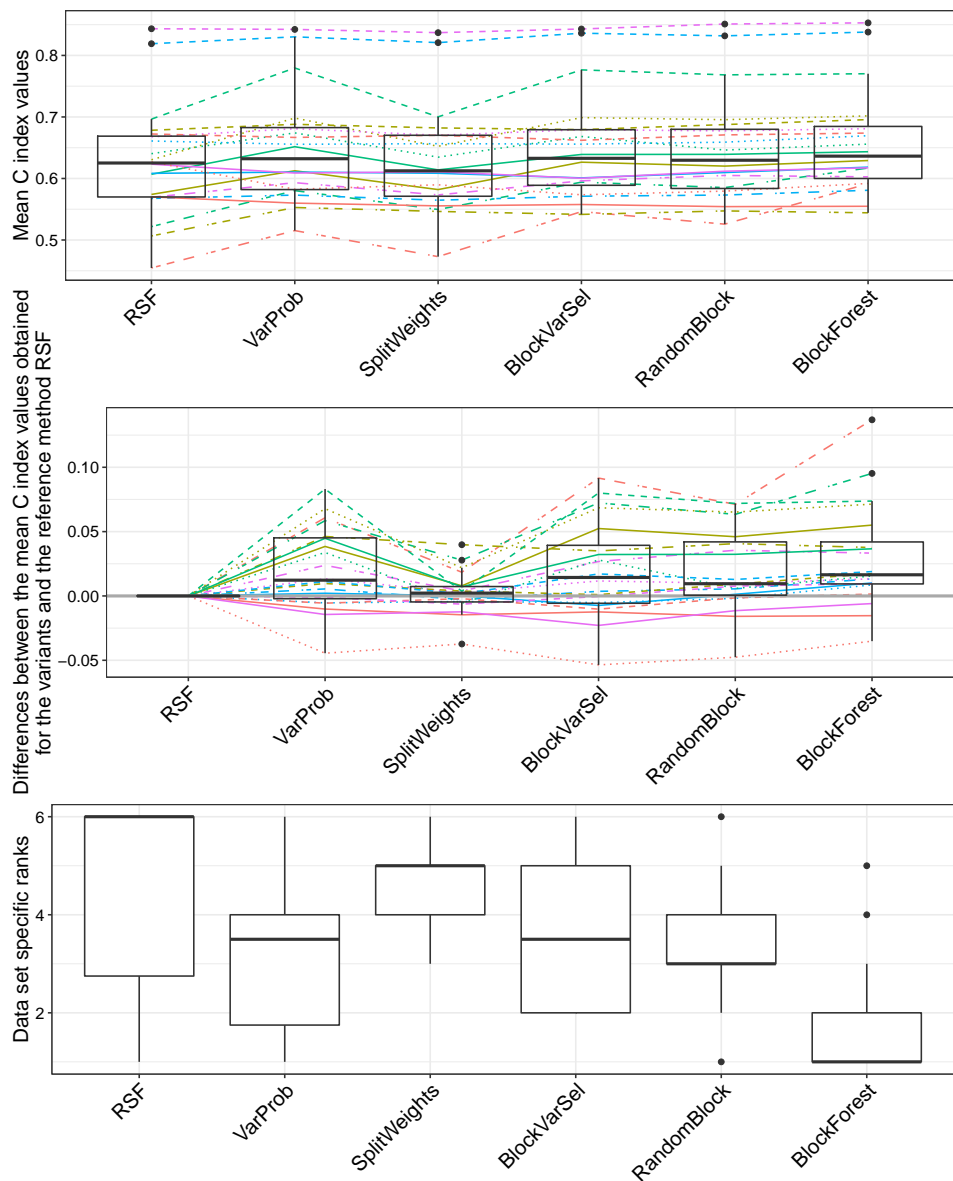 Mean C index values
0.8
0.7
0.6
0.5
RSF
VarProb
SplitWeights
BlockVarSel
RandomBlock
BlockForest
Differences between the mean C index values obtained
for the variants and the reference method RSF
0.10
0.05
0.00
−0.05
RSF
VarProb
SplitWeights
BlockVarSel
RandomBlock
BlockForest
Data set specific ranks
6
4
2
RSF
VarProb
SplitWeights
BlockVarSel
RandomBlock
BlockForest